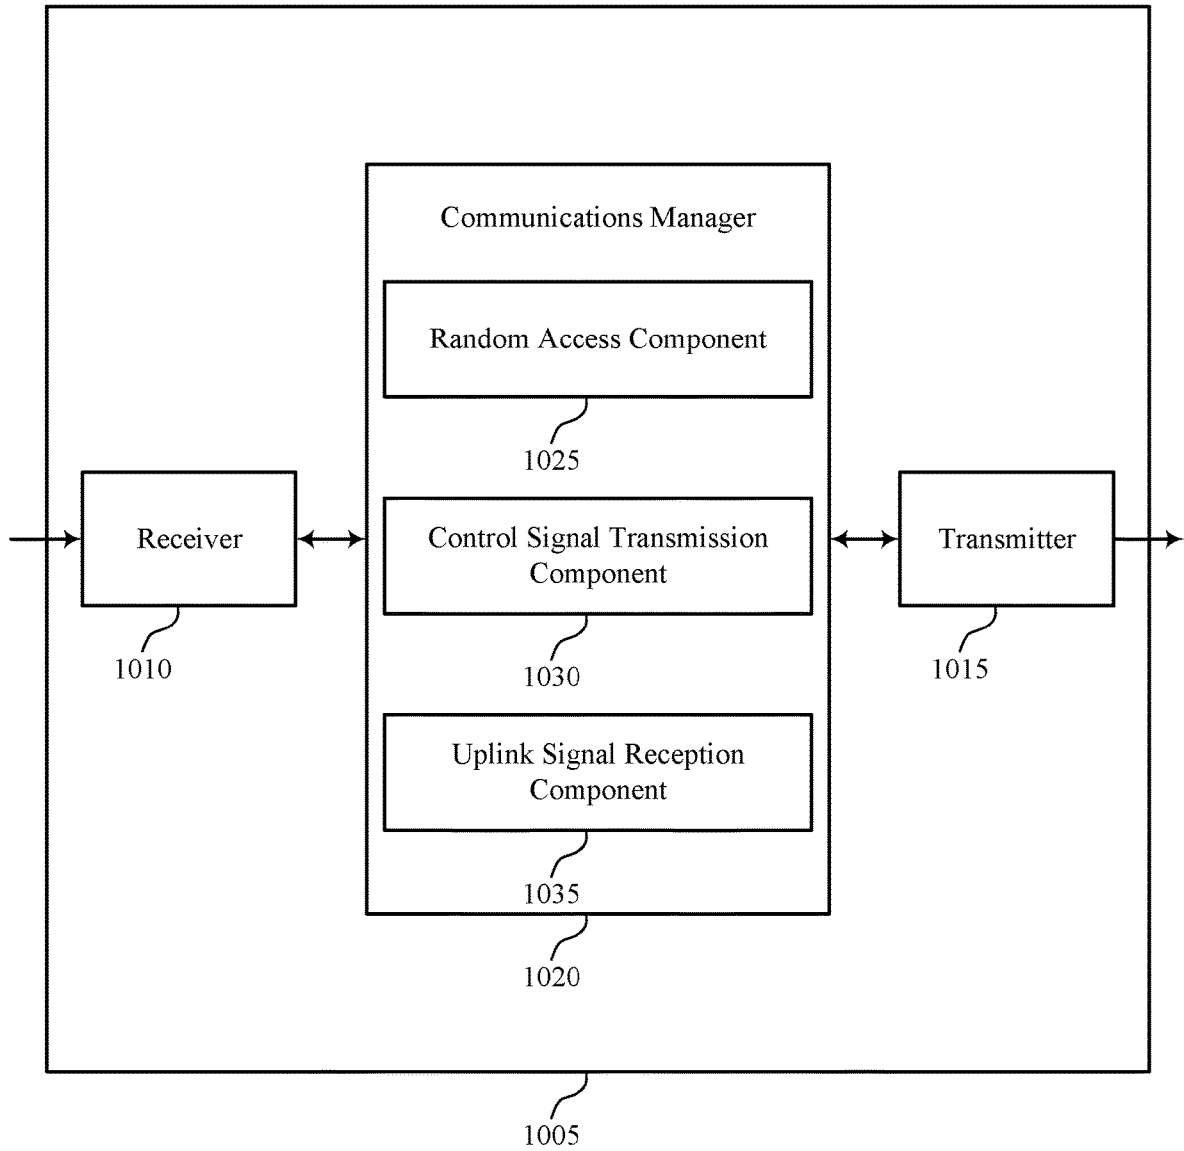 Communications Manager
Random Access Component
1025
Receiver
1010
Control Signal Transmission
Component
1030
Transmitter
1015
Uplink Signal Reception
Component
1035
1020
1005